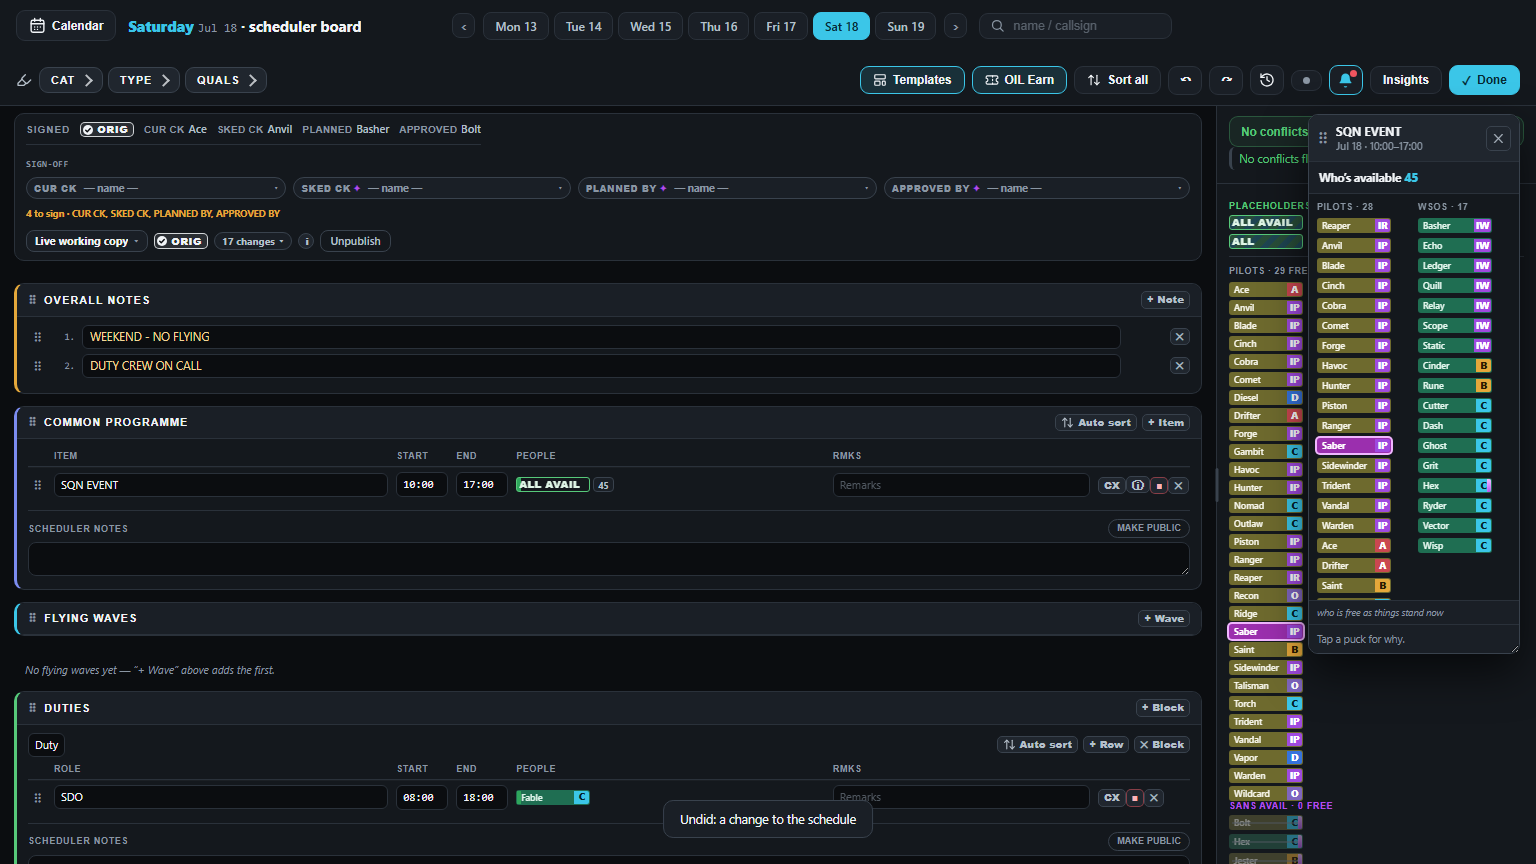 Calendar
Saturday Jul 18 · scheduler board
‹ Mon 13 Tue 14 Wed 15 Thu 16 Fri 17 Sat 18 Sun 19 ›
name / callsign
CAT TYPE QUALS
Templates OIL Earn Sort all Insights ✓ Done
SIGNED ORIG CUR CK Ace SKED CK Anvil PLANNED Basher APPROVED Bolt
SIGN-OFF
CUR CK — name — SKED CK — name — PLANNED BY — name — APPROVED BY — name —
4 to sign · CUR CK, SKED CK, PLANNED BY, APPROVED BY
Live working copy ORIG 17 changes i Unpublish
OVERALL NOTES
+ Note
1. WEEKEND - NO FLYING
2. DUTY CREW ON CALL
COMMON PROGRAMME
Auto sort + Item
ITEM START END PEOPLE RMKS
SQN EVENT 10:00 17:00 ALL AVAIL 45 Remarks CX
SCHEDULER NOTES
MAKE PUBLIC
FLYING WAVES
+ Wave
No flying waves yet — "+ Wave" above adds the first.
DUTIES
+ Block
Duty
Auto sort + Row × Block
ROLE START END PEOPLE RMKS
SDO 08:00 18:00 Fable C Remarks CX
Undid: a change to the schedule
SCHEDULER NOTES
MAKE PUBLIC
No conflicts
No conflicts fl
PLACEHOLDERS
ALL AVAIL
ALL
PILOTS · 29 FRE
Ace A
Anvil IP
Blade IP
Cinch IP
Cobra IP
Comet IP
Diesel D
Drifter A
Forge IP
Gambit C
Havoc IP
Hunter IP
Nomad C
Outlaw C
Piston IP
Ranger IP
Reaper IR
Recon O
Ridge C
Saber IP
Saint B
Sidewinder IP
Talisman O
Torch C
Trident IP
Vandal IP
Vapor D
Warden IP
Wildcard O
SANS AVAIL · 0 FREE
Bolt C
Hex C
Jester B
SQN EVENT
Jul 18 · 10:00–17:00
Who's available 45
PILOTS · 28
Reaper IR
Anvil IP
Blade IP
Cinch IP
Cobra IP
Comet IP
Forge IP
Havoc IP
Hunter IP
Piston IP
Ranger IP
Saber IP
Sidewinder IP
Trident IP
Vandal IP
Warden IP
Ace A
Drifter A
Saint B
WSOS · 17
Basher IW
Echo IW
Ledger IW
Quill IW
Relay IW
Scope IW
Static IW
Cinder B
Rune B
Cutter C
Dash C
Ghost C
Grit C
Hex C
Ryder C
Vector C
Wisp C
who is free as things stand now
Tap a puck for why.